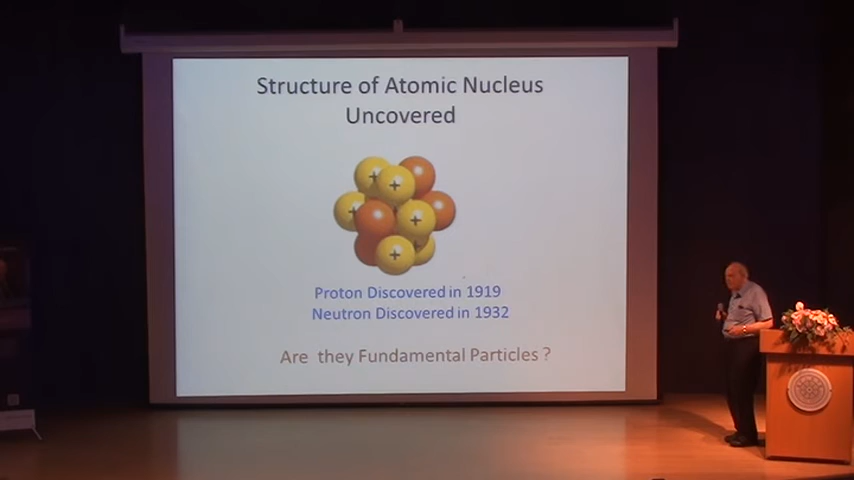 Structure of Atomic Nucleus
Uncovered
Proton Discovered in 1919
Neutron Discovered in 1932
Are they Fundamental Particles ?